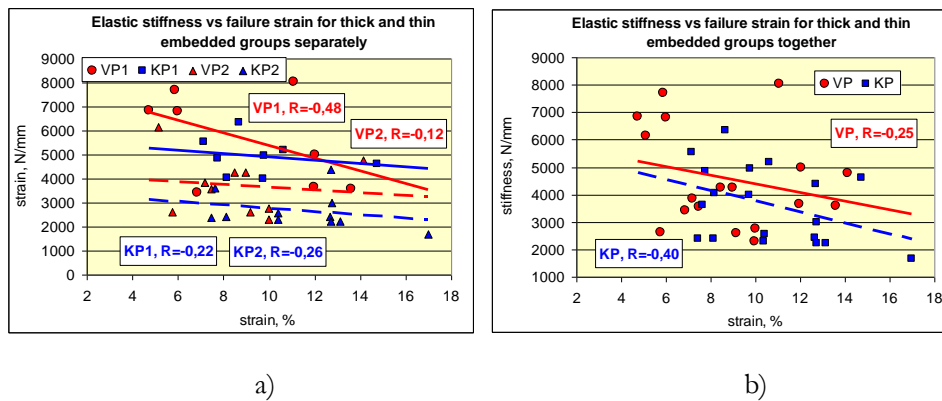 Elastic stiffness vs failure strain for thick and thin
embedded groups separately
strain, N/mm
9000
8000
7000
6000
5000
4000
3000
2000
1000
0
VP1 KP1 VP2 KP2
VP1, R=-0,48
VP2, R=-0,12
KP1, R=-0,22
KP2, R=-0,26
2 4 6 8 10 12 14 16 18
strain, %
a)
Elastic stiffness vs failure strain for thick and thin
embedded groups together
stiffness, N/mm
9000
8000
7000
6000
5000
4000
3000
2000
1000
VP KP
VP, R=-0,25
KP, R=-0,40
2 4 6 8 10 12 14 16 18
strain, %
b)